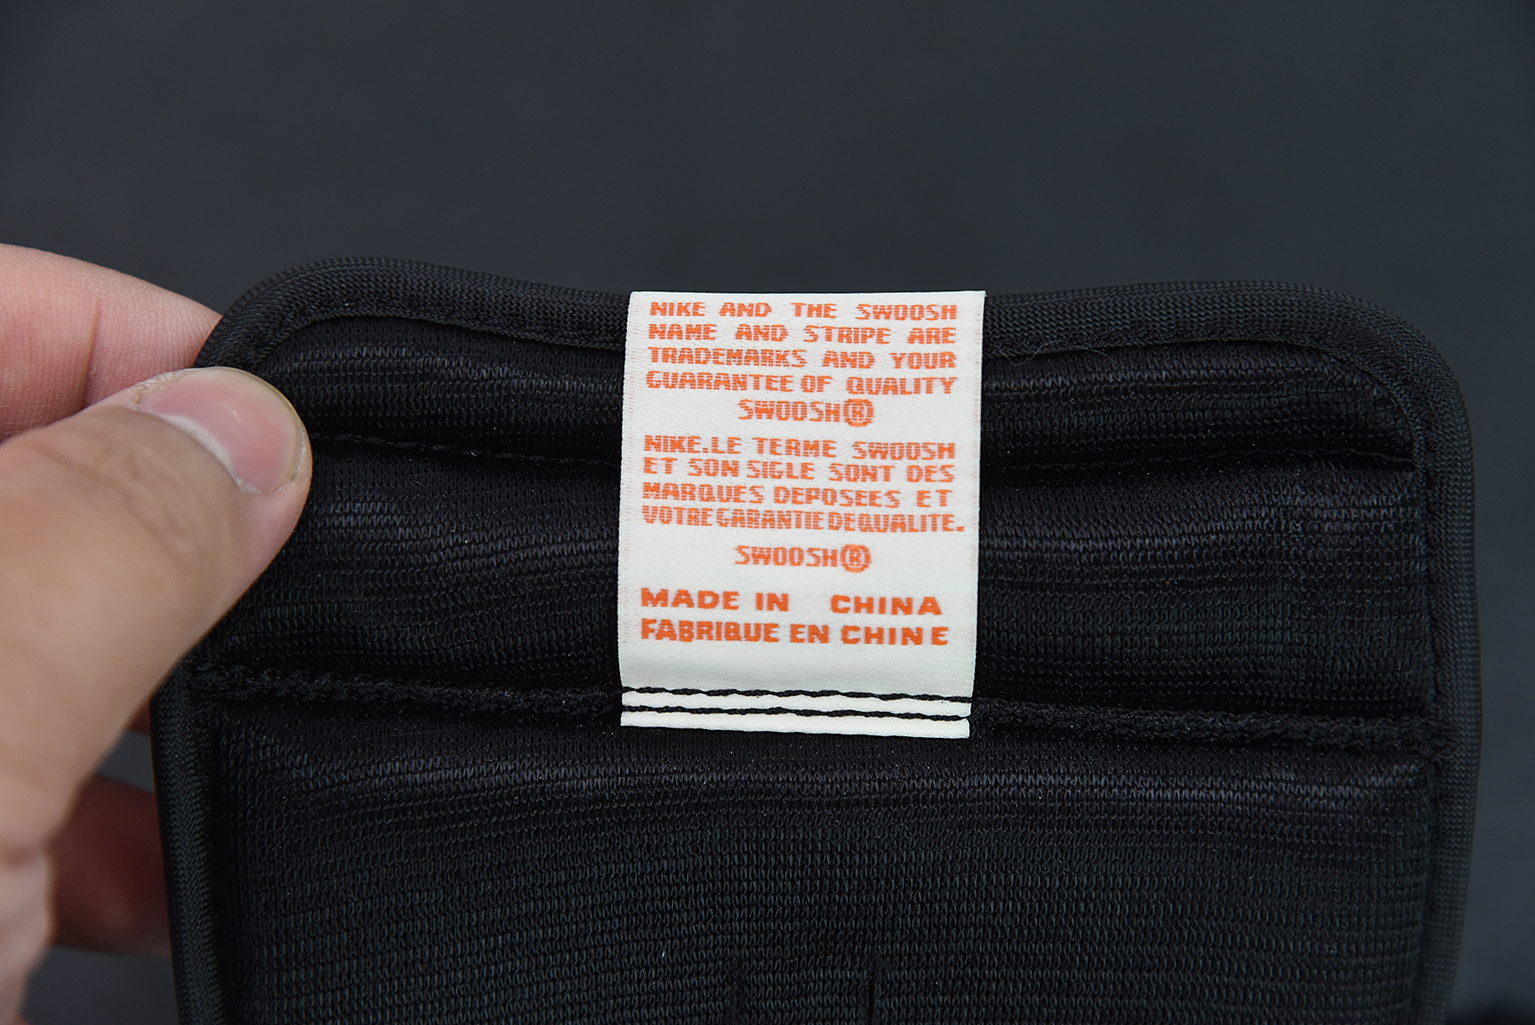 NIKE AND THE SWOOSH
NAME AND STRIPE ARE
TRADEMARKS AND YOUR
GUARANTEE OF QUALITY
SWOOSH®
NIKE.LE TERME SWOOSH
ET SON SIGLE SONT DES
MARQUES DEPOSEES ET
VOTRE GARANTIE DE QUALITE.
SWOOSH®
MADE IN CHINA
FABRIQUE EN CHINE